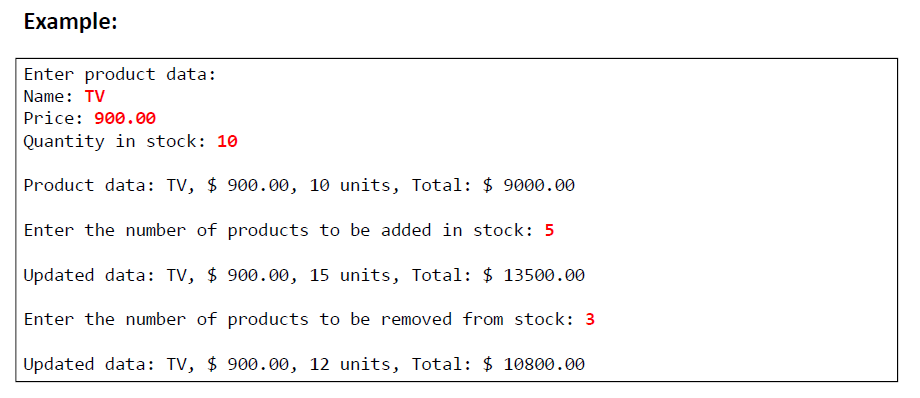 Example:
Enter product data:
Name: TV
Price: 900.00
Quantity in stock: 10
Product data: TV, $ 900.00, 10 units, Total: $ 9000.00
Enter the number of products to be added in stock: 5
Updated data: TV, $ 900.00, 15 units, Total: $ 13500.00
Enter the number of products to be removed from stock: 3
Updated data: TV, $ 900.00, 12 units, Total: $ 10800.00